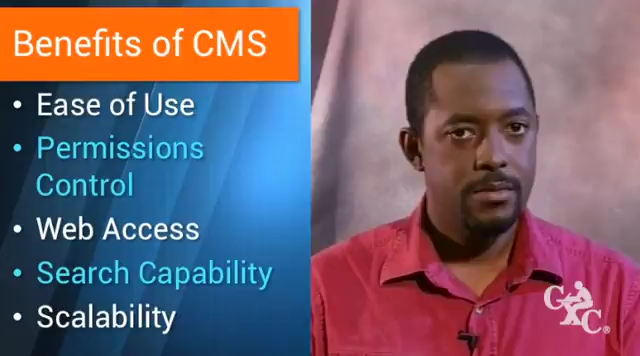 Benefits of CMS
• Ease of Use
• Permissions
Control
• Web Access
• Search Capability
• Scalability
CXC®